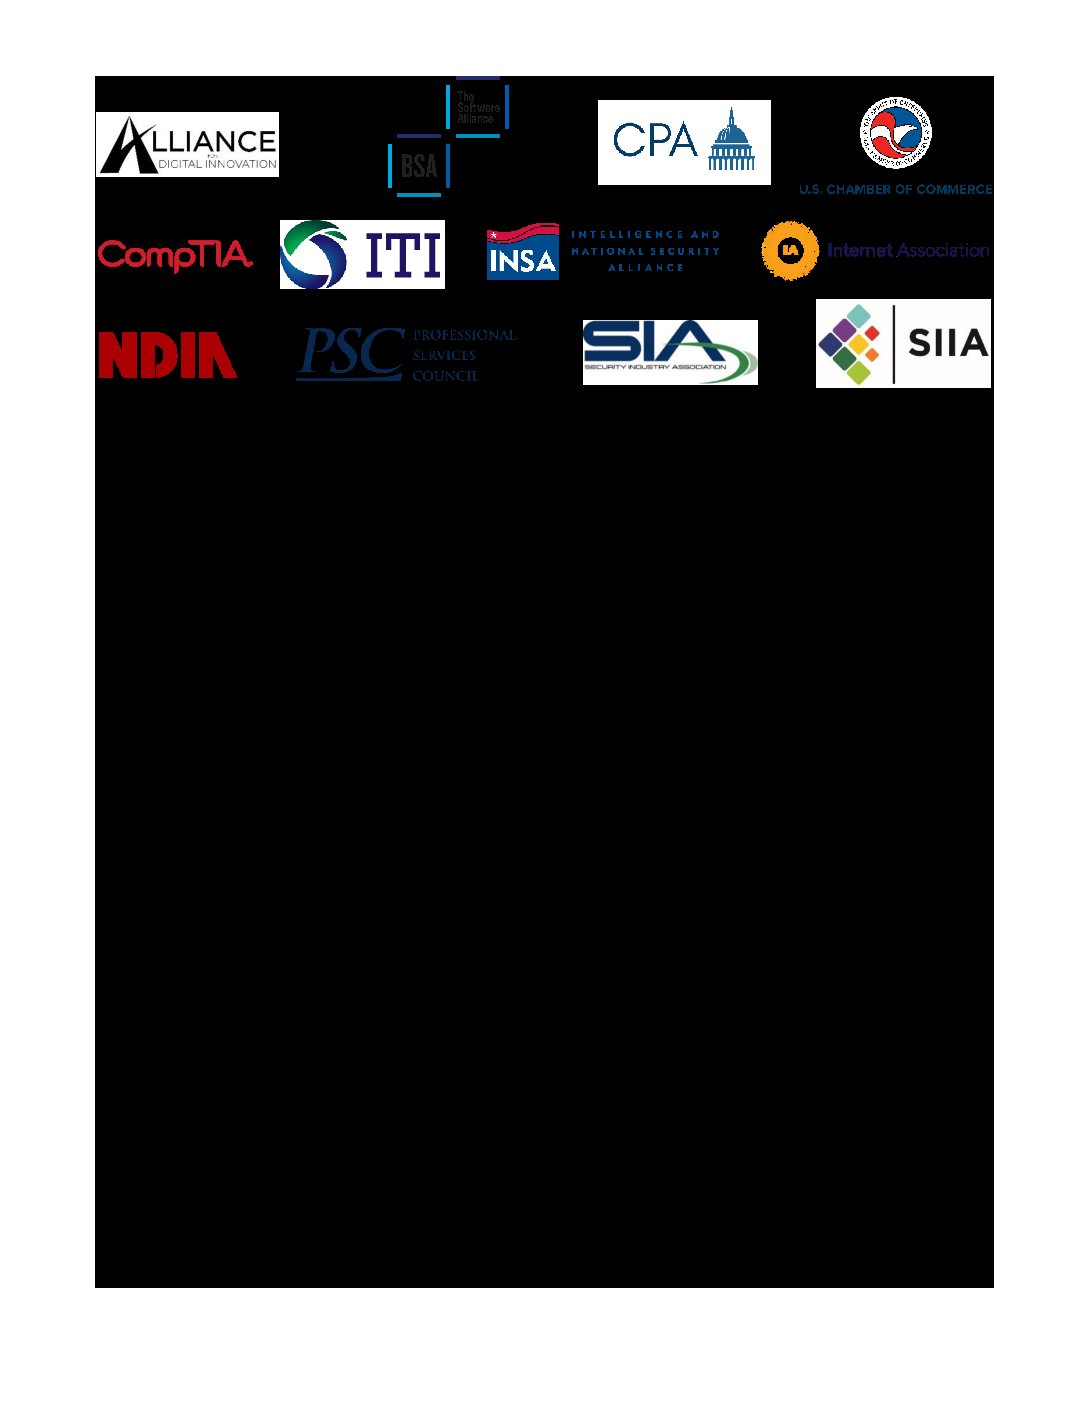 ALLIANCE
FOR
DIGITAL INNOVATION
The
Software
Alliance
BSA
CPA
U.S. CHAMBER OF COMMERCE
CompTIA
ITI
INSA
INTELLIGENCE AND
NATIONAL SECURITY
ALLIANCE
IA
Internet Association
NDIA
PSC
PROFESSIONAL
SERVICES
COUNCIL
SIA
SECURITY INDUSTRY ASSOCIATION
SIIA